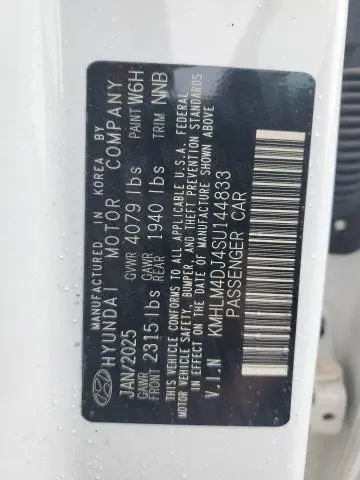 MANUFACTURED IN KOREA BY
HYUNDAI MOTOR COMPANY
JAN/2025 GVWR 4079 lbs PAINT W6H
GAWR FRONT 2315 lbs GAWR REAR 1940 lbs TRIM NNB
THIS VEHICLE CONFORMS TO ALL APPLICABLE U.S.A. FEDERAL
MOTOR VEHICLE SAFETY, BUMPER, AND THEFT PREVENTION STANDARDS
IN EFFECT ON THE DATE OF MANUFACTURE SHOWN ABOVE
V.I.N KMHLM4DJ4SU144833
PASSENGER CAR